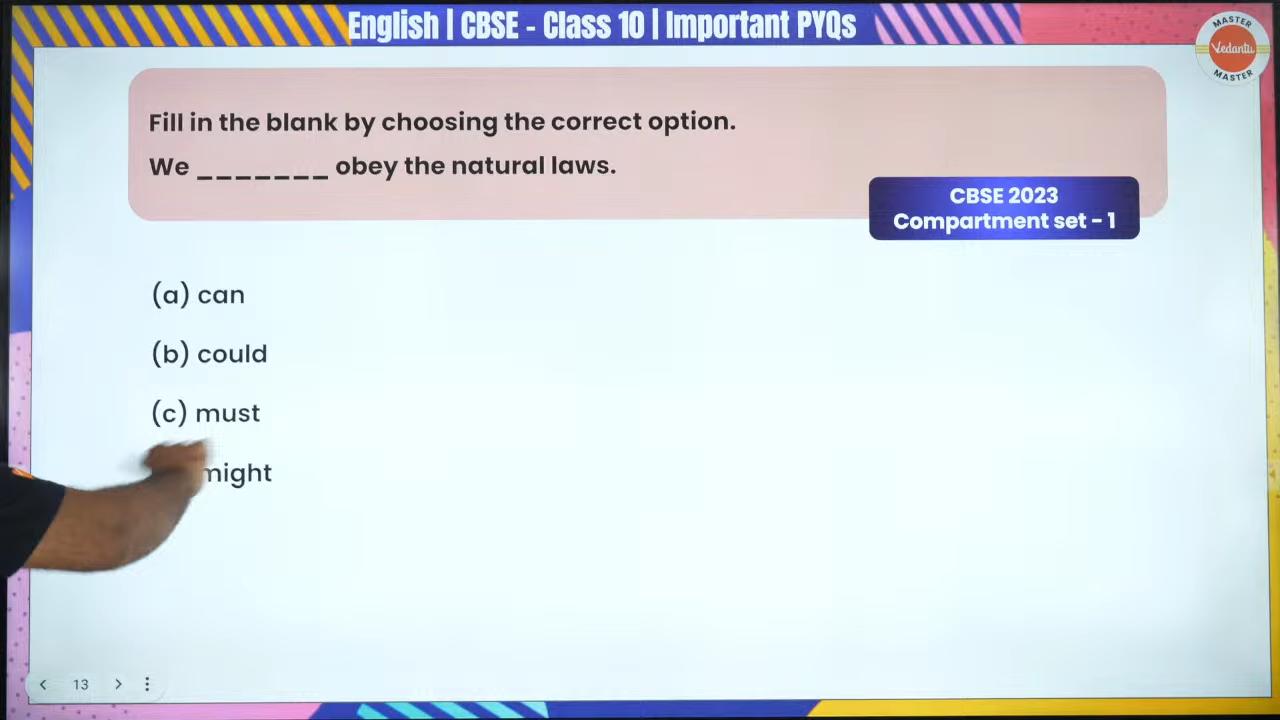 English | CBSE - Class 10 | Important PYQs
MASTER
Vedantu
MASTER
Fill in the blank by choosing the correct option.
We _______ obey the natural laws.
CBSE 2023
Compartment set - 1
(a) can
(b) could
(c) must
might
13